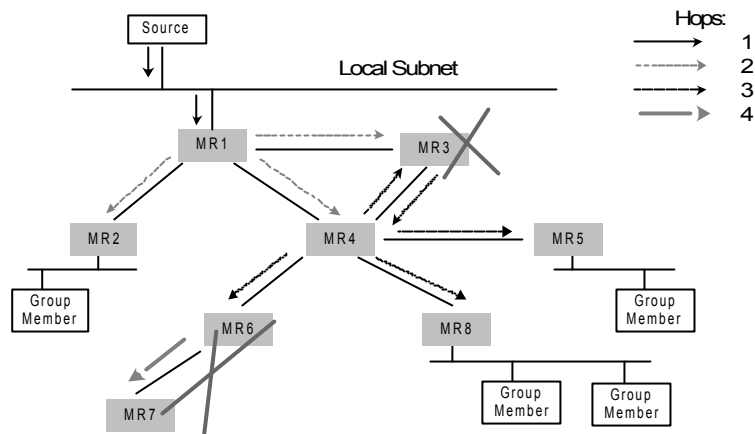 Source
Hops:
1
2
3
4
Local Subnet
MR1
MR3
MR2
MR4
MR5
Group
Member
Group
Member
MR6
MR8
MR7
Group
Member
Group
Member